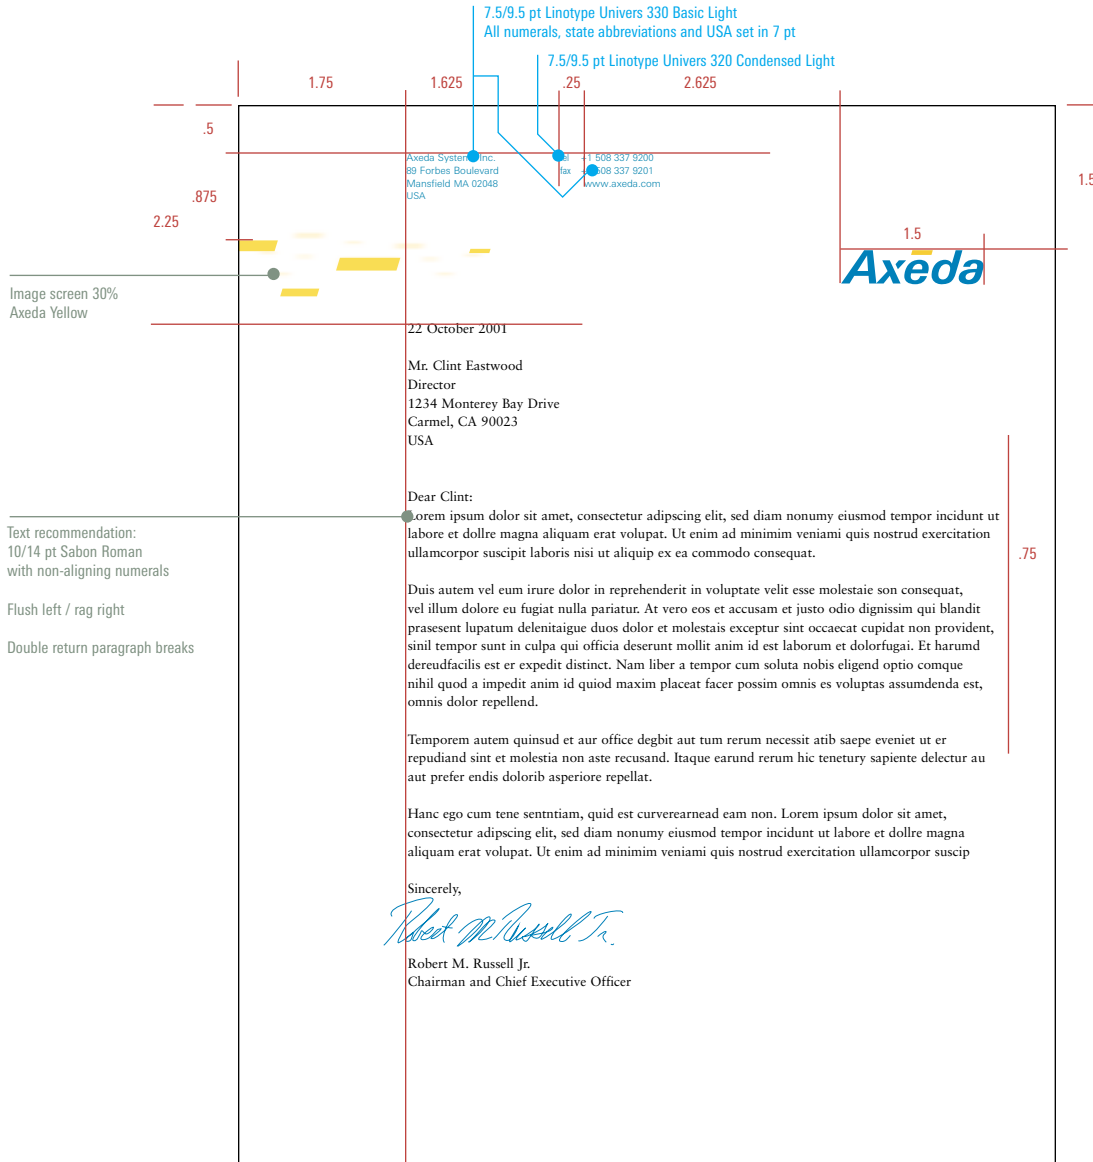 7.5/9.5 pt Linotype Univers 330 Basic Light
All numerals, state abbreviations and USA set in 7 pt
7.5/9.5 pt Linotype Univers 320 Condensed Light
1.75 1.625 .25 2.625
.5
Axeda Systems Inc.
89 Forbes Boulevard
Mansfield MA 02048
USA
tel +1 508 337 9200
fax +1 508 337 9201
www.axeda.com
1.5
.875
2.25
1.5
Axeda
Image screen 30%
Axeda Yellow
22 October 2001
Mr. Clint Eastwood
Director
1234 Monterey Bay Drive
Carmel, CA 90023
USA
Dear Clint:
Lorem ipsum dolor sit amet, consectetur adipscing elit, sed diam nonumy eiusmod tempor incidunt ut
labore et dollre magna aliquam erat volupat. Ut enim ad minimim veniami quis nostrud exercitation
ullamcorpor suscipit laboris nisi ut aliquip ex ea commodo consequat.
Text recommendation:
10/14 pt Sabon Roman
with non-aligning numerals
Flush left / rag right
Double return paragraph breaks
.75
Duis autem vel eum irure dolor in reprehenderit in voluptate velit esse molestaie son consequat,
vel illum dolore eu fugiat nulla pariatur. At vero eos et accusam et justo odio dignissim qui blandit
prasesent lupatum delenitaigue duos dolor et molestais exceptur sint occaecat cupidat non provident,
sinil tempor sunt in culpa qui officia deserunt mollit anim id est laborum et dolorfugai. Et harumd
dereudfacilis est er expedit distinct. Nam liber a tempor cum soluta nobis eligend optio comque
nihil quod a impedit anim id quiod maxim placeat facer possim omnis es voluptas assumdenda est,
omnis dolor repellend.
Temporem autem quinsud et aur office degbit aut tum rerum necessit atib saepe eveniet ut er
repudiand sint et molestia non aste recusand. Itaque earund rerum hic tenetury sapiente delectur au
aut prefer endis dolorib asperiore repellat.
Hanc ego cum tene sentntiam, quid est curverearnead eam non. Lorem ipsum dolor sit amet,
consectetur adipscing elit, sed diam nonumy eiusmod tempor incidunt ut labore et dollre magna
aliquam erat volupat. Ut enim ad minimim veniami quis nostrud exercitation ullamcorpor suscip
Sincerely,
Robert M Russell Jr.
Robert M. Russell Jr.
Chairman and Chief Executive Officer